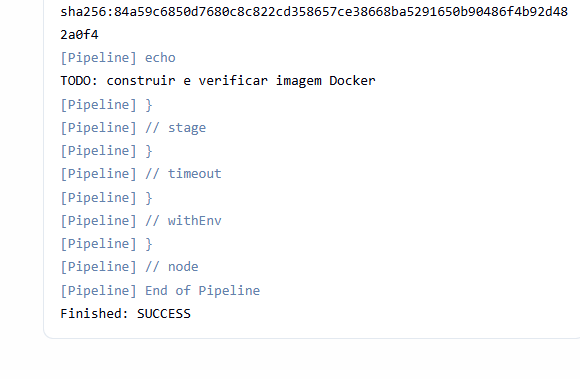 sha256:84a59c6850d7680c8c822cd358657ce38668ba5291650b90486f4b92d48
2a0f4
[Pipeline] echo
TODO: construir e verificar imagem Docker
[Pipeline] }
[Pipeline] // stage
[Pipeline] }
[Pipeline] // timeout
[Pipeline] }
[Pipeline] // withEnv
[Pipeline] }
[Pipeline] // node
[Pipeline] End of Pipeline
Finished: SUCCESS